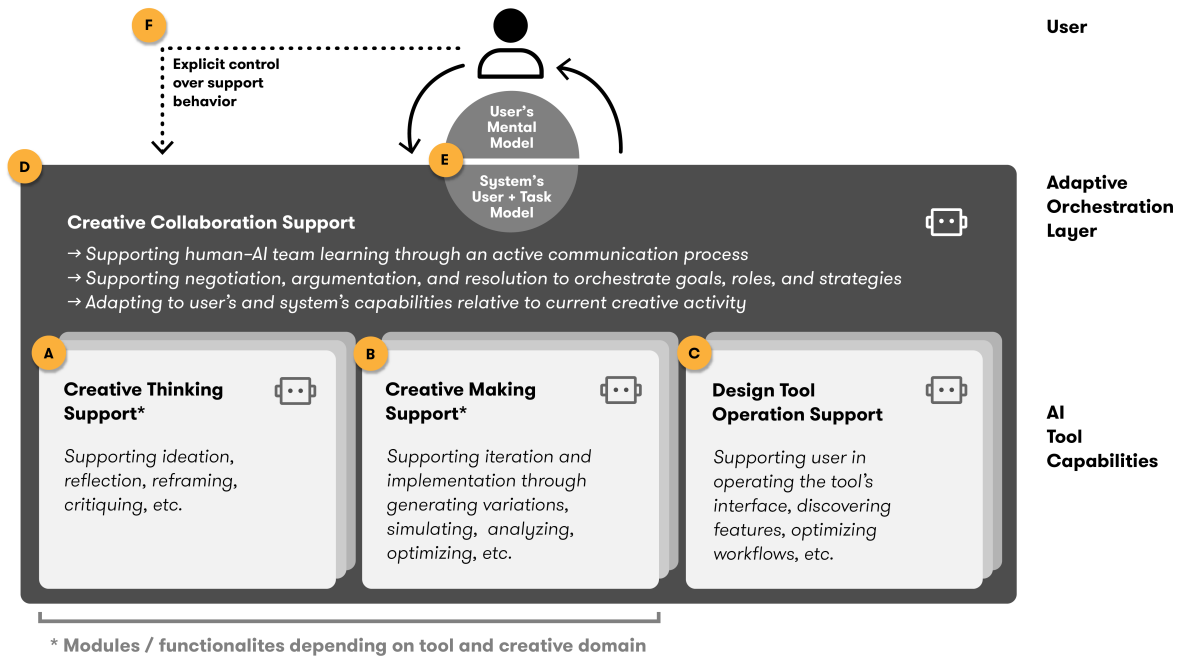 F
User
Explicit control
over support
behavior
User's
Mental
Model
E
D
System's
User + Task
Model
Adaptive
Orchestration
Layer
Creative Collaboration Support
→ Supporting human–AI team learning through an active communication process
→ Supporting negotiation, argumentation, and resolution to orchestrate goals, roles, and strategies
→ Adapting to user's and system's capabilities relative to current creative activity
A
Creative Thinking
Support*
Supporting ideation,
reflection, reframing,
critiquing, etc.
B
Creative Making
Support*
Supporting iteration and
implementation through
generating variations,
simulating, analyzing,
optimizing, etc.
C
Design Tool
Operation Support
Supporting user in
operating the tool's
interface, discovering
features, optimizing
workflows, etc.
AI
Tool
Capabilities
* Modules / functionalites depending on tool and creative domain